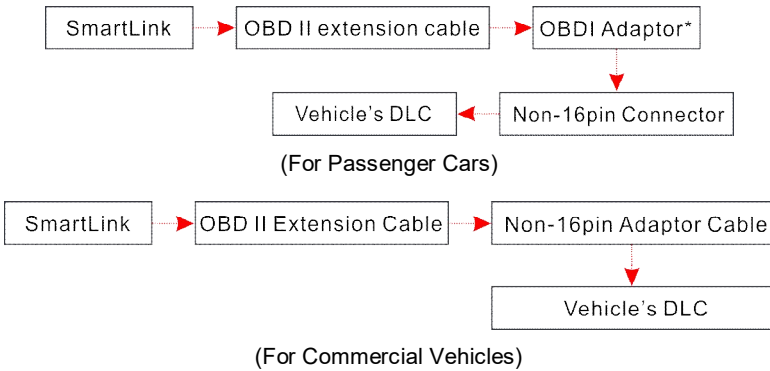 SmartLink
OBD II extension cable
OBDI Adaptor*
Vehicle's DLC
Non-16pin Connector
(For Passenger Cars)
SmartLink
OBD II Extension Cable
Non-16pin Adaptor Cable
Vehicle's DLC
(For Commercial Vehicles)